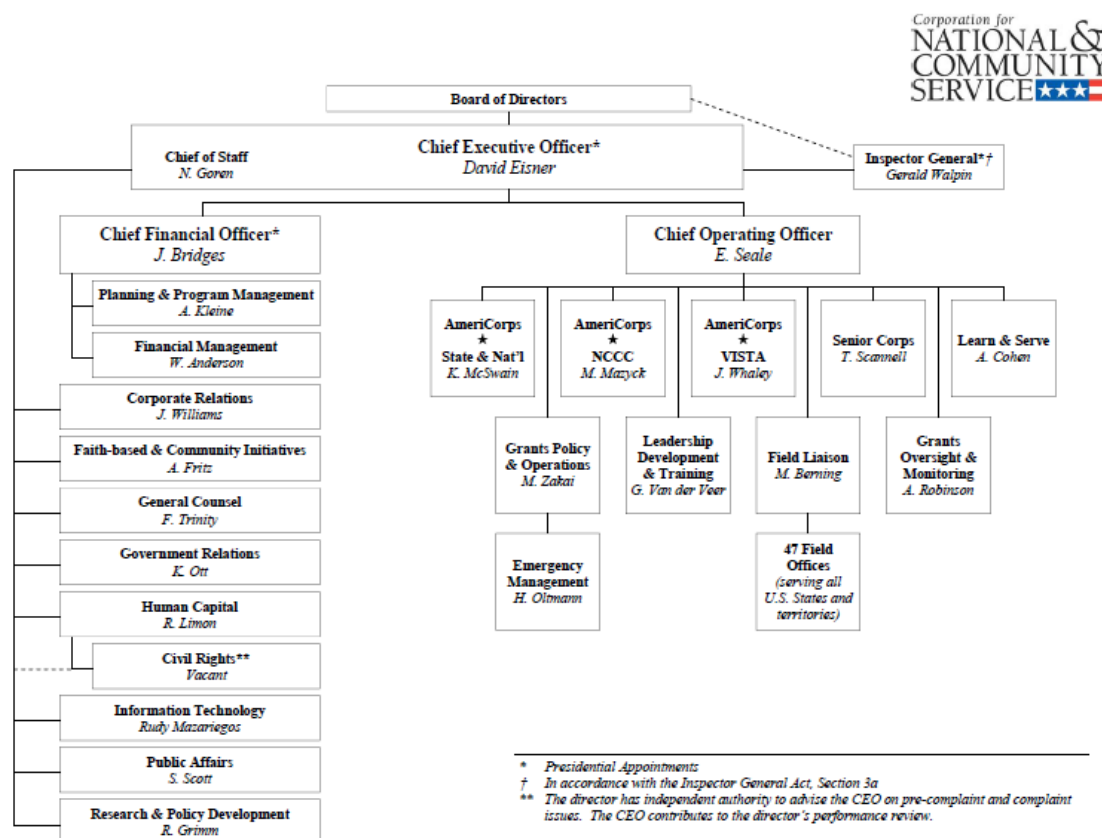 Corporation for
NATIONAL &
COMMUNITY
SERVICE ★★★
Board of Directors
Chief Executive Officer*
David Eisner
Chief of Staff
N. Goren
Inspector General*†
Gerald Walpin
Chief Financial Officer*
J. Bridges
Chief Operating Officer
E. Seale
Planning & Program Management
A. Kleine
Financial Management
W. Anderson
Corporate Relations
J. Williams
Faith-based & Community Initiatives
A. Fritz
General Counsel
F. Trinity
Government Relations
K. Ott
Human Capital
R. Limon
Civil Rights**
Vacant
Information Technology
Rudy Mazariegos
Public Affairs
S. Scott
Research & Policy Development
R. Grimm
AmeriCorps
★
State & Nat'l
K. McSwain
AmeriCorps
★
NCCC
M. Mazyck
AmeriCorps
★
VISTA
J. Whaley
Senior Corps
T. Scannell
Learn & Serve
A. Cohen
Grants Policy
& Operations
M. Zakai
Leadership
Development
& Training
G. Van der Veer
Field Liaison
M. Berning
Grants
Oversight &
Monitoring
A. Robinson
Emergency
Management
H. Oltmann
47 Field
Offices
(serving all
U.S. States and
territories)
* Presidential Appointments
† In accordance with the Inspector General Act, Section 3a
** The director has independent authority to advise the CEO on pre-complaint and complaint
issues. The CEO contributes to the director's performance review.